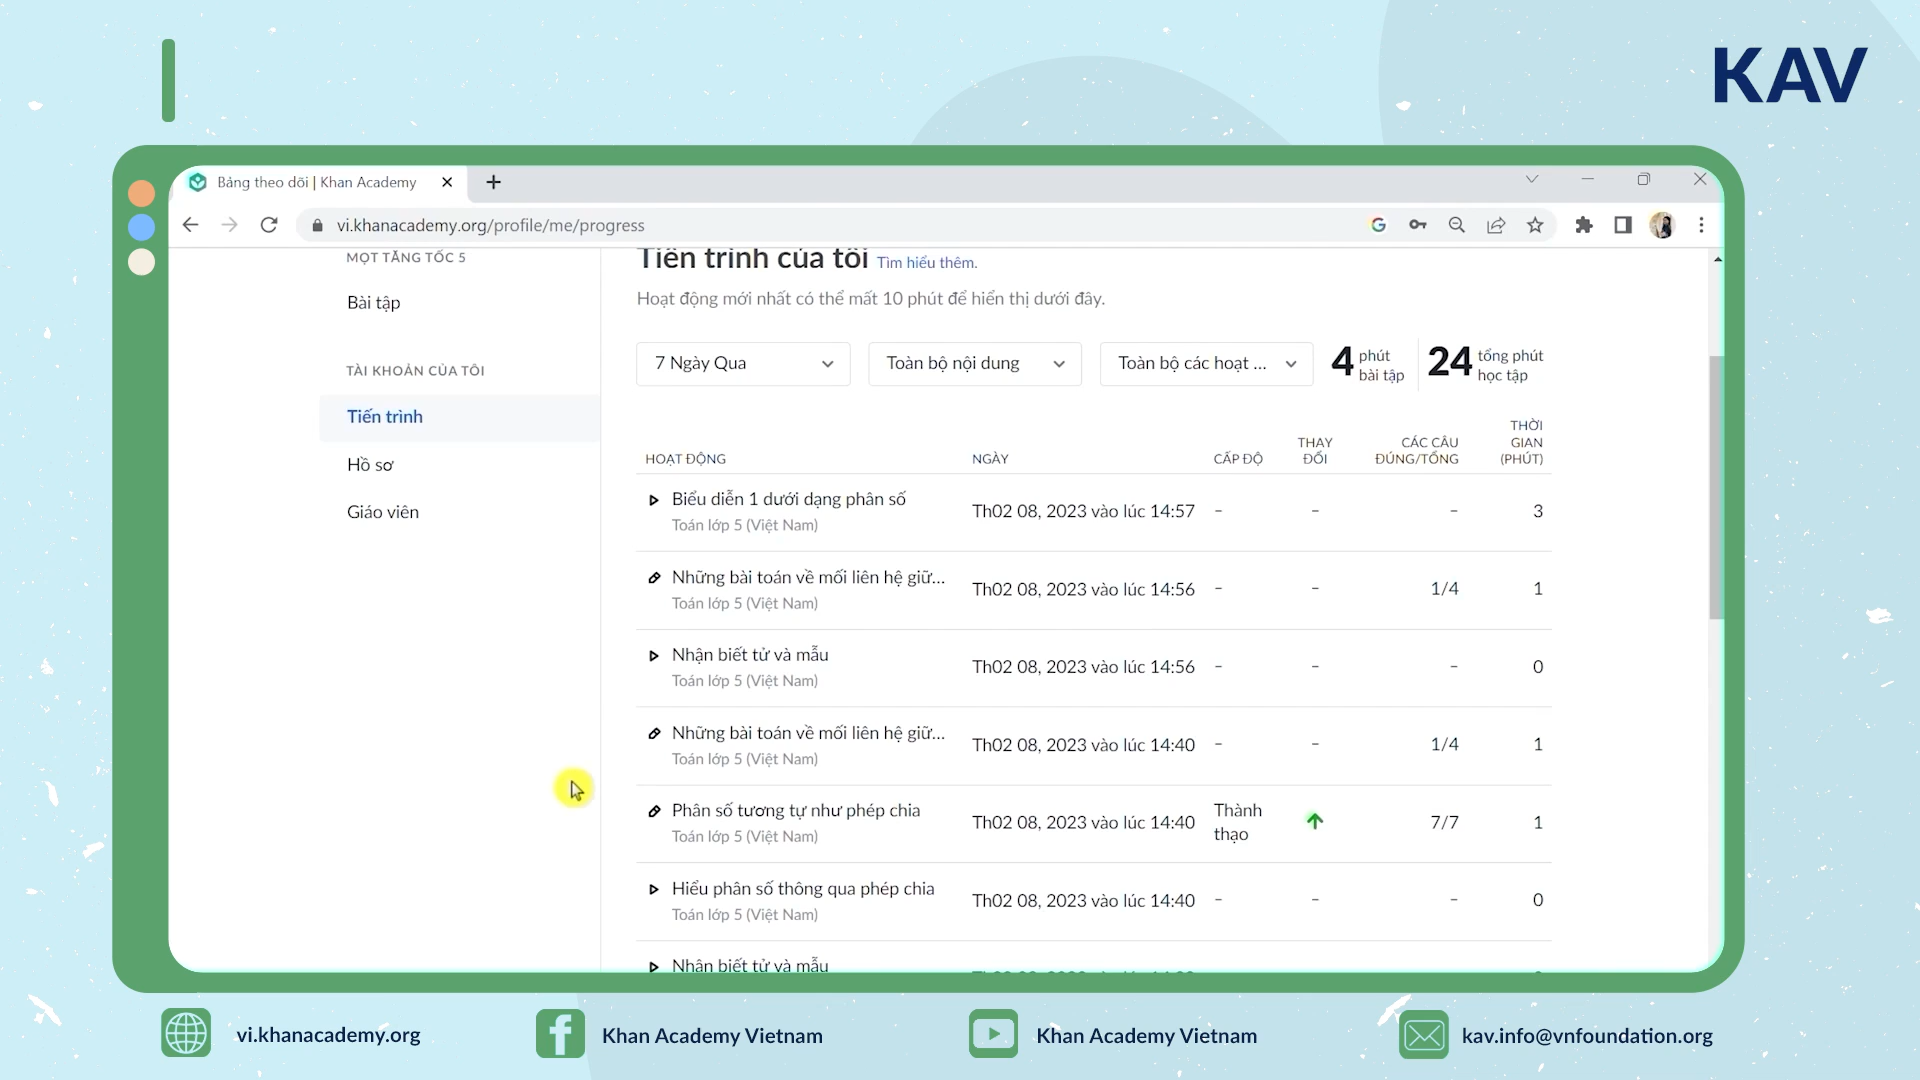 KAV
Bảng theo dõi | Khan Academy
vi.khanacademy.org/profile/me/progress
MỘT TĂNG TỐC 5
Bài tập
TÀI KHOẢN CỦA TÔI
Tiến trình
Hồ sơ
Giáo viên
Tiến trình của tôi Tìm hiểu thêm.
Hoạt động mới nhất có thể mất 10 phút để hiển thị dưới đây.
7 Ngày Qua
Toàn bộ nội dung
Toàn bộ các hoạt ...
4 phút bài tập
24 tổng phút học tập
HOẠT ĐỘNG NGÀY CẤP ĐỘ THAY ĐỔI CÁC CÂU ĐÚNG/TỔNG THỜI GIAN (PHÚT)
Biểu diễn 1 dưới dạng phân số Th02 08, 2023 vào lúc 14:57 – – – 3
Toán lớp 5 (Việt Nam)
Những bài toán về mối liên hệ giữ... Th02 08, 2023 vào lúc 14:56 – – 1/4 1
Toán lớp 5 (Việt Nam)
Nhận biết tử và mẫu Th02 08, 2023 vào lúc 14:56 – – – 0
Toán lớp 5 (Việt Nam)
Những bài toán về mối liên hệ giữ... Th02 08, 2023 vào lúc 14:40 – – 1/4 1
Toán lớp 5 (Việt Nam)
Phân số tương tự như phép chia Th02 08, 2023 vào lúc 14:40 Thành thạo 7/7 1
Toán lớp 5 (Việt Nam)
Hiểu phân số thông qua phép chia Th02 08, 2023 vào lúc 14:40 – – – 0
Toán lớp 5 (Việt Nam)
Nhận biết tử và mẫu
vi.khanacademy.org
Khan Academy Vietnam
Khan Academy Vietnam
kav.info@vnfoundation.org